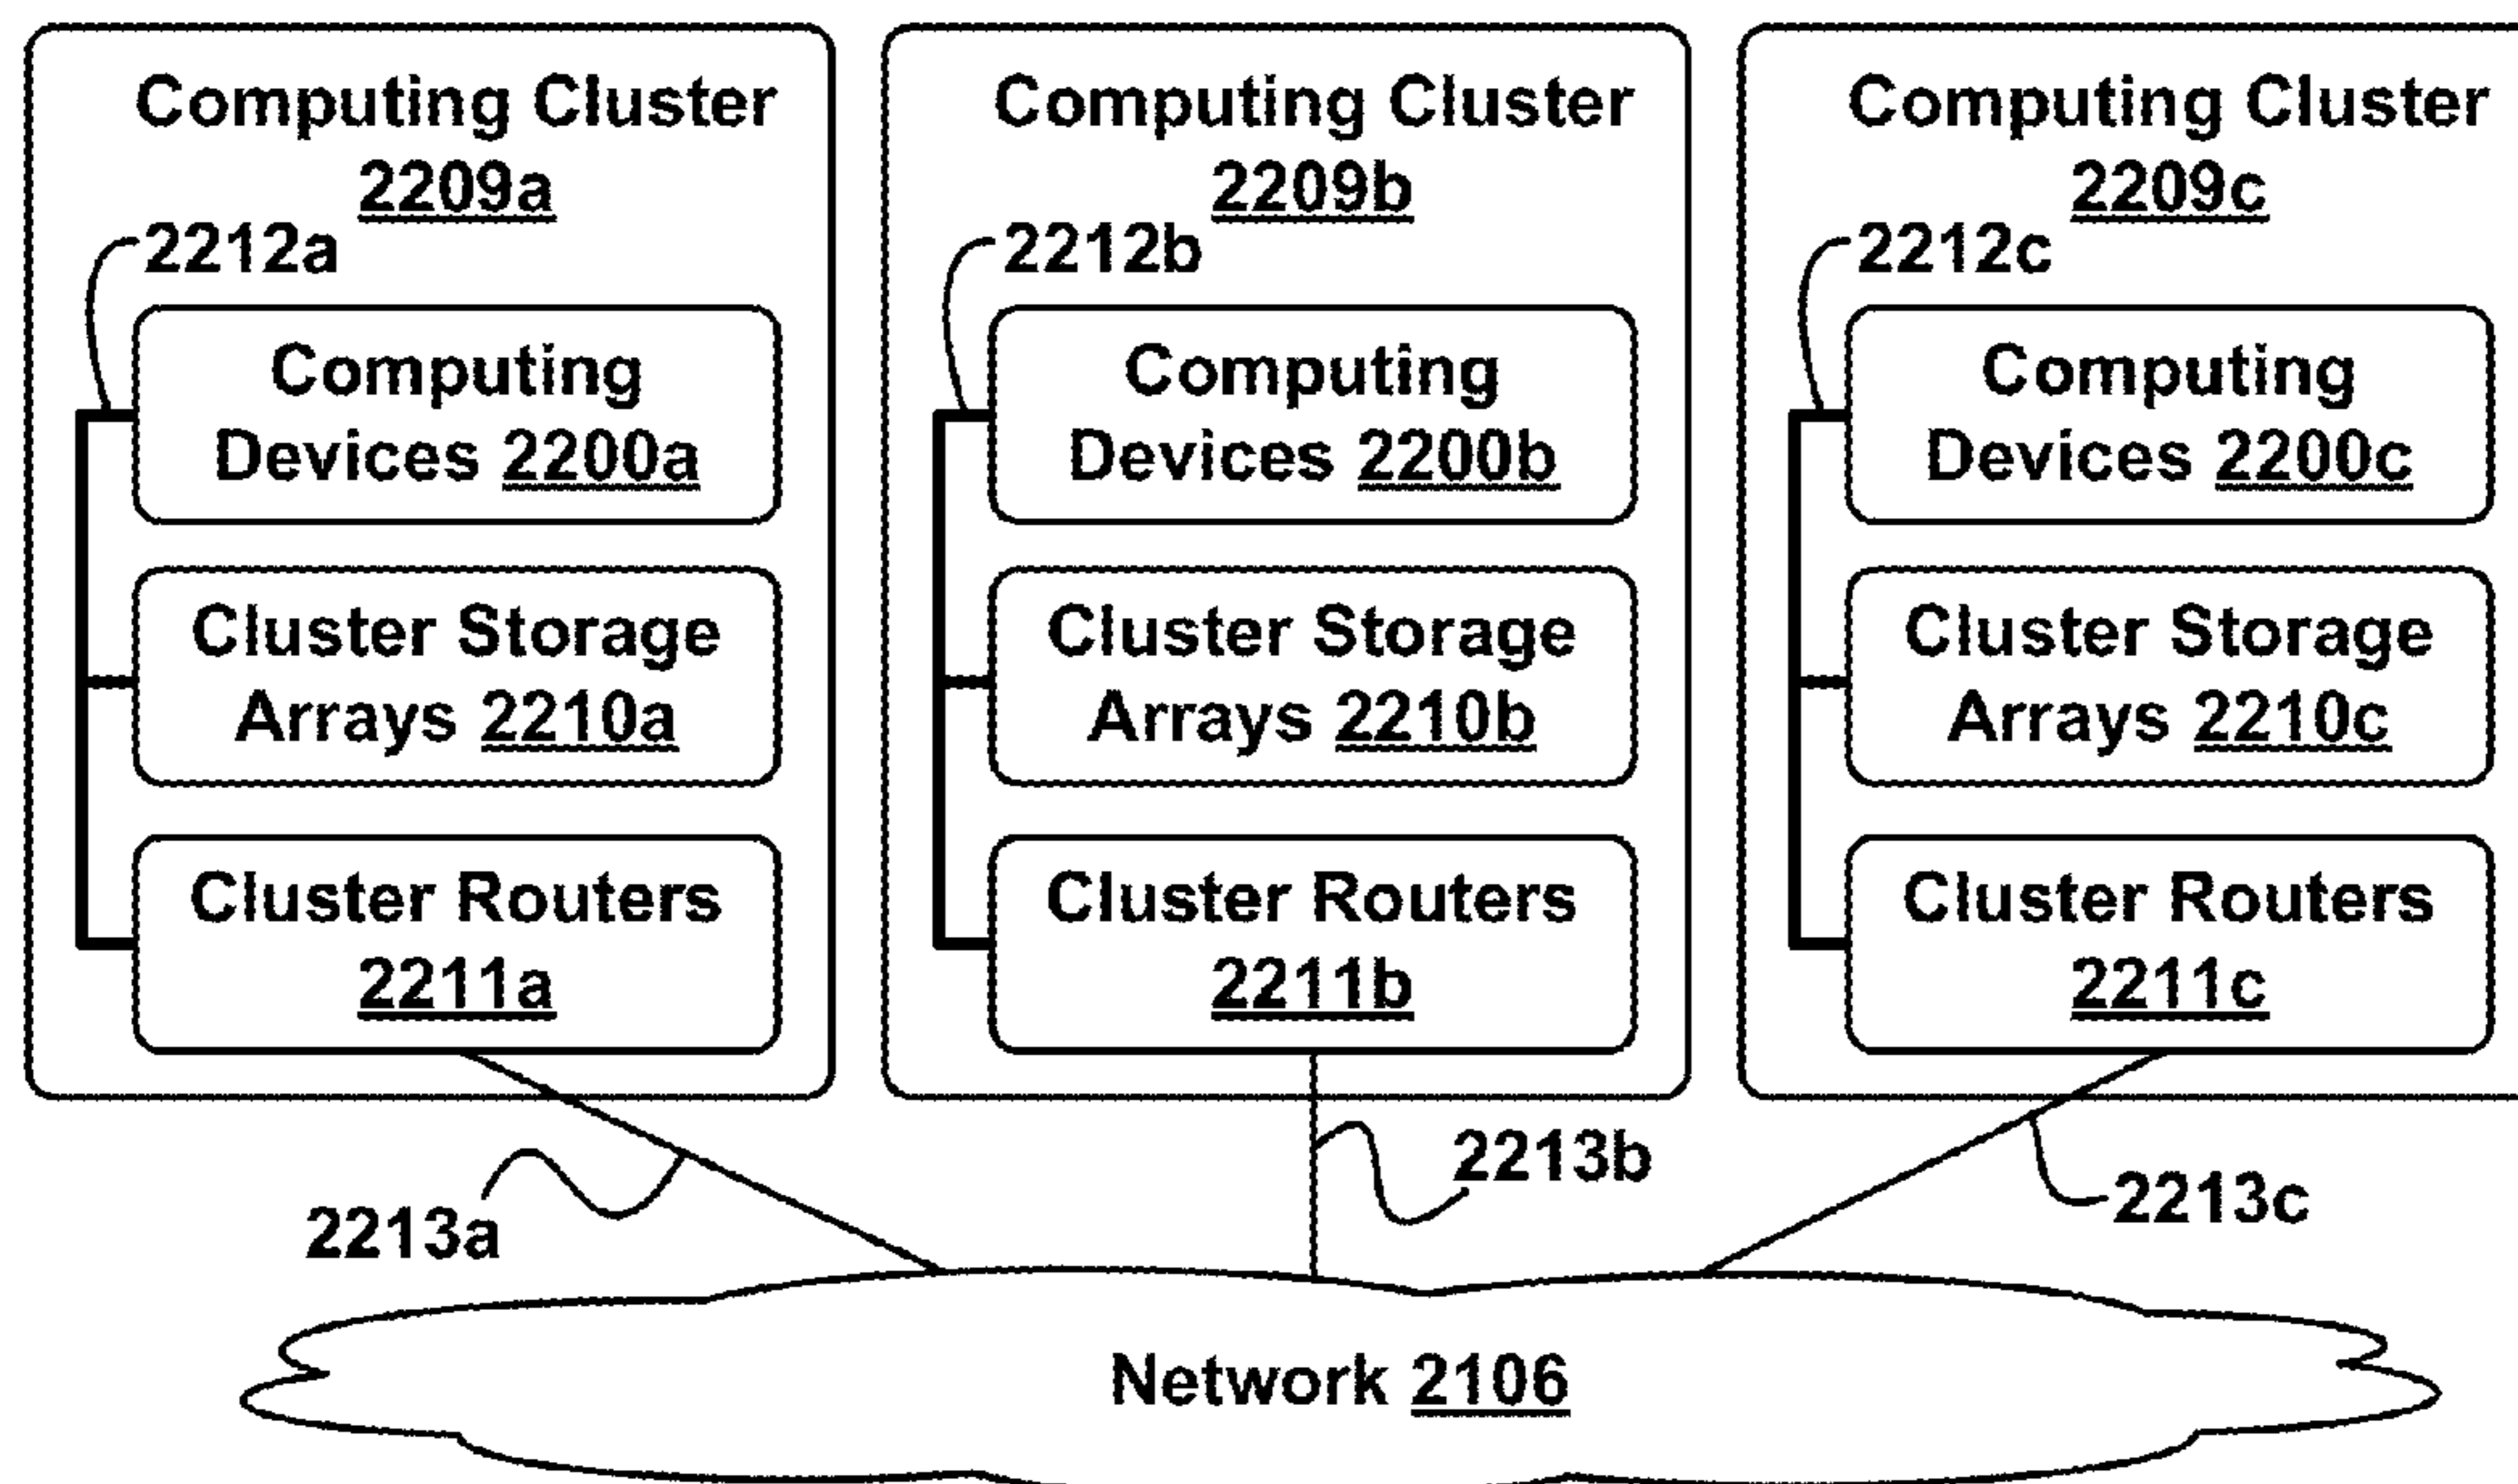 Computing Cluster
2209a
2212a
Computing
Devices 2200a
Cluster Storage
Arrays 2210a
Cluster Routers
2211a
Computing Cluster
2209b
2212b
Computing
Devices 2200b
Cluster Storage
Arrays 2210b
Cluster Routers
2211b
Computing Cluster
2209c
2212c
Computing
Devices 2200c
Cluster Storage
Arrays 2210c
Cluster Routers
2211c
2213a
2213b
2213c
Network 2106